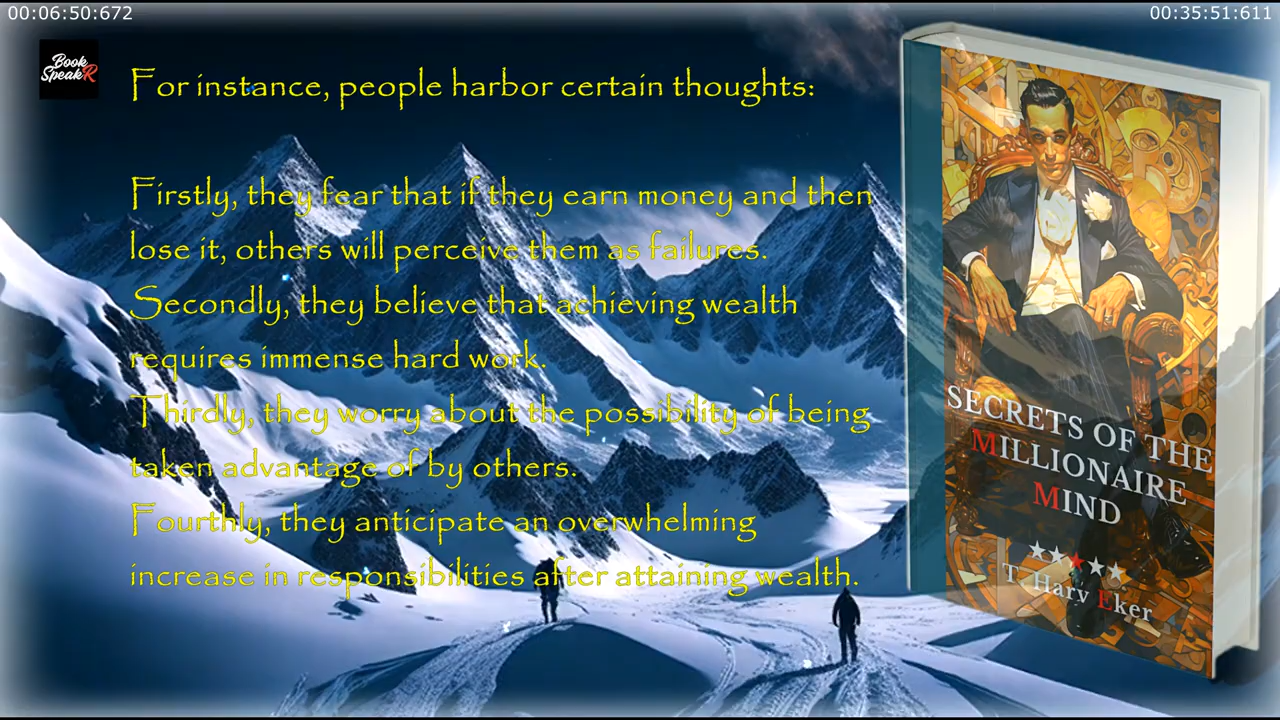 00:06:50:672
00:35:51:611
Book
SpeakR
For instance, people harbor certain thoughts:
Firstly, they fear that if they earn money and then
lose it, others will perceive them as failures.
Secondly, they believe that achieving wealth
requires immense hard work.
Thirdly, they worry about the possibility of being
taken advantage of by others.
Fourthly, they anticipate an overwhelming
increase in responsibilities after attaining wealth.
SECRETS OF THE
MILLIONAIRE
MIND
T. Harv Eker